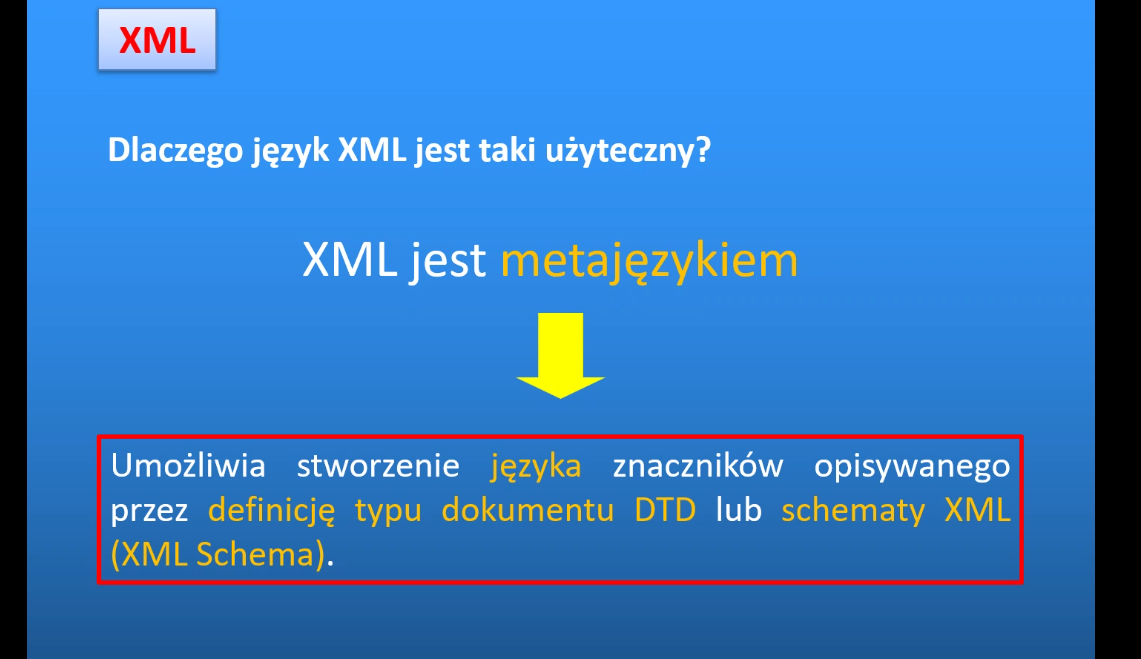 XML
Dlaczego język XML jest taki użyteczny?
XML jest metajęzykiem
Umożliwia stworzenie języka znaczników opisywanego
przez definicję typu dokumentu DTD lub schematy XML
(XML Schema).